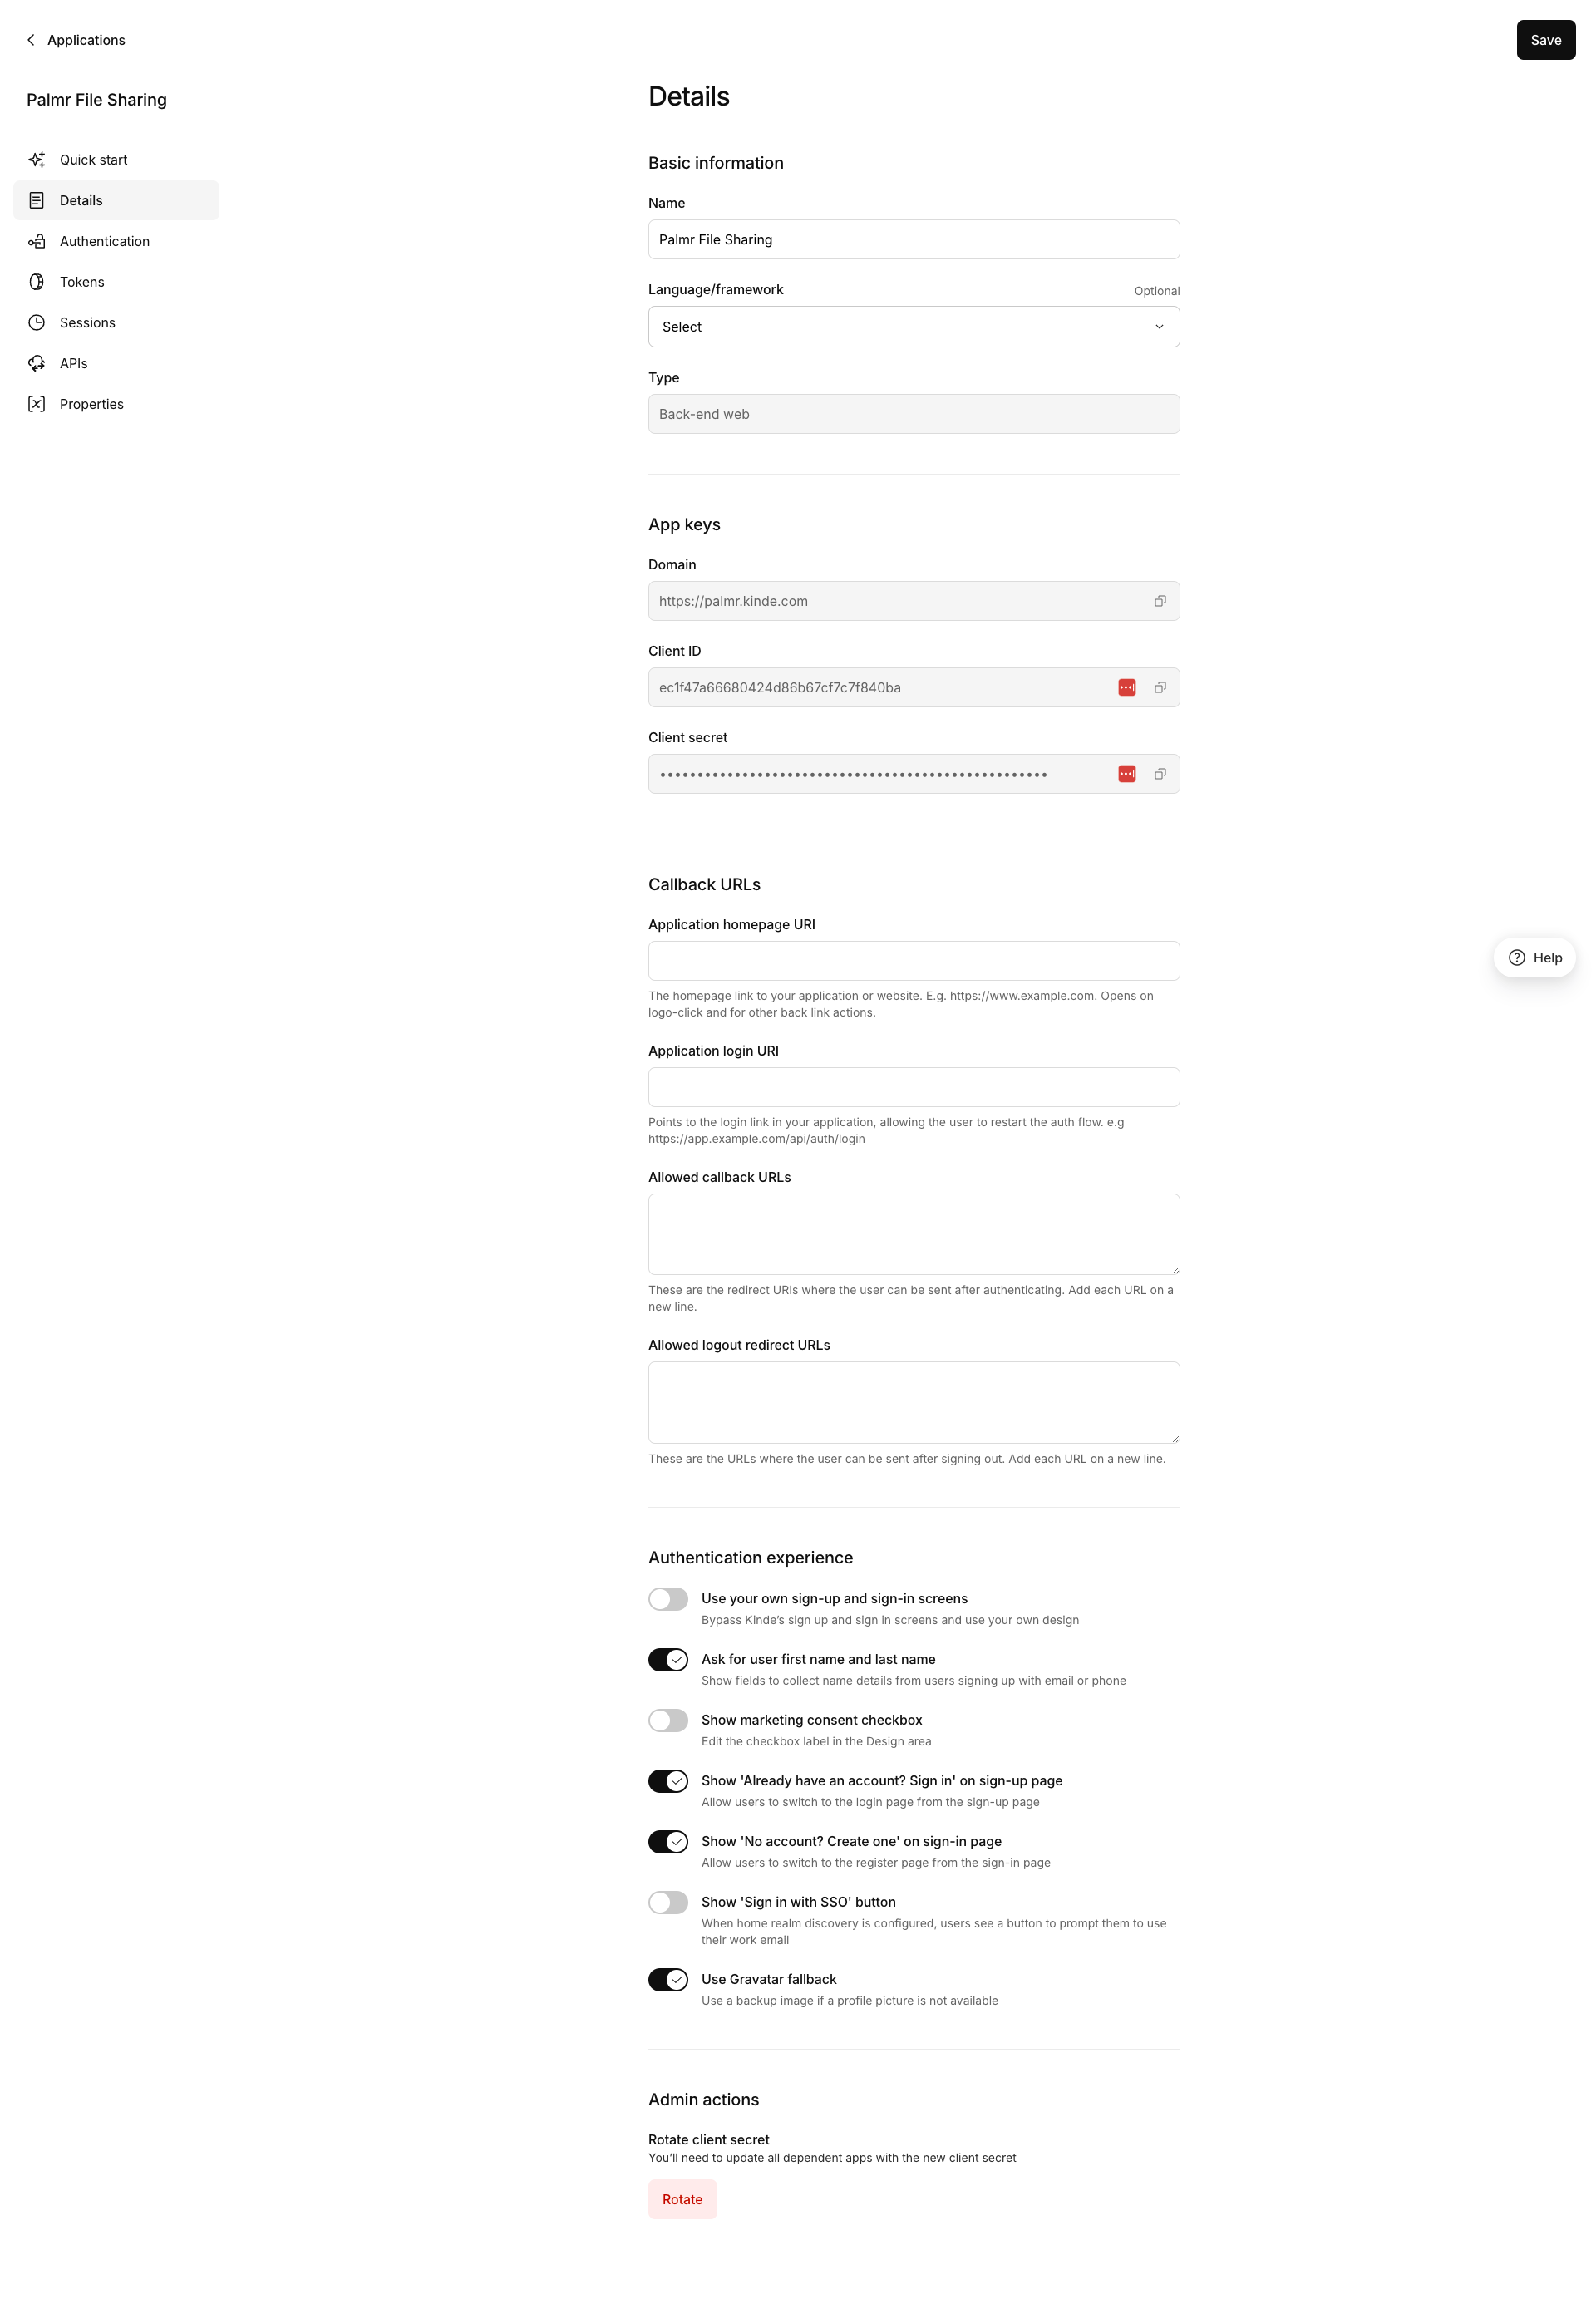 Applications
Save
Palmr File Sharing
Quick start
Details
Authentication
Tokens
Sessions
APIs
Properties
Details
Basic information
Name
Palmr File Sharing
Language/framework
Optional
Select
Type
Back-end web
App keys
Domain
https://palmr.kinde.com
Client ID
ec1f47a66680424d86b67cf7c7f840ba
Client secret
••••••••••••••••••••••••••••••••••••••••••••••••••••
Callback URLs
Application homepage URI
The homepage link to your application or website. E.g. https://www.example.com. Opens on
logo-click and for other back link actions.
Help
Application login URI
Points to the login link in your application, allowing the user to restart the auth flow. e.g
https://app.example.com/api/auth/login
Allowed callback URLs
These are the redirect URIs where the user can be sent after authenticating. Add each URL on a
new line.
Allowed logout redirect URLs
These are the URLs where the user can be sent after signing out. Add each URL on a new line.
Authentication experience
Use your own sign-up and sign-in screens
Bypass Kinde's sign up and sign in screens and use your own design
Ask for user first name and last name
Show fields to collect name details from users signing up with email or phone
Show marketing consent checkbox
Edit the checkbox label in the Design area
Show 'Already have an account? Sign in' on sign-up page
Allow users to switch to the login page from the sign-up page
Show 'No account? Create one' on sign-in page
Allow users to switch to the register page from the sign-in page
Show 'Sign in with SSO' button
When home realm discovery is configured, users see a button to prompt them to use
their work email
Use Gravatar fallback
Use a backup image if a profile picture is not available
Admin actions
Rotate client secret
You'll need to update all dependent apps with the new client secret
Rotate